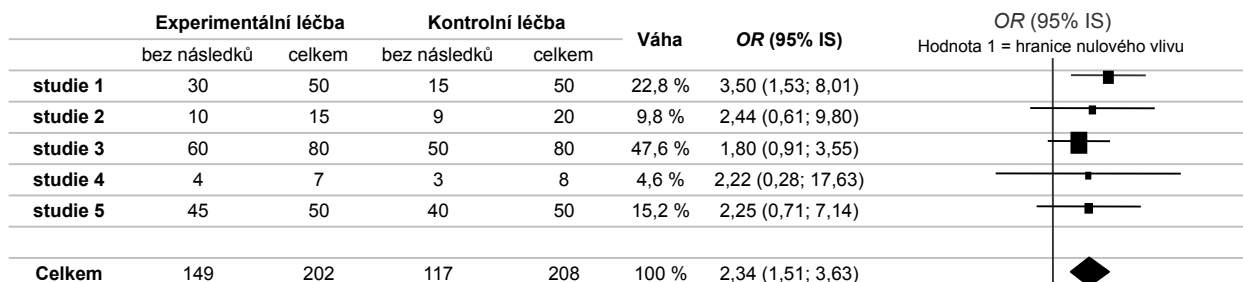 Experimentální léčba Kontrolní léčba Váha OR (95% IS) OR (95% IS)
bez následků celkem bez následků celkem Hodnota 1 = hranice nulového vlivu
studie 1 30 50 15 50 22,8 % 3,50 (1,53; 8,01)
studie 2 10 15 9 20 9,8 % 2,44 (0,61; 9,80)
studie 3 60 80 50 80 47,6 % 1,80 (0,91; 3,55)
studie 4 4 7 3 8 4,6 % 2,22 (0,28; 17,63)
studie 5 45 50 40 50 15,2 % 2,25 (0,71; 7,14)
Celkem 149 202 117 208 100 % 2,34 (1,51; 3,63)